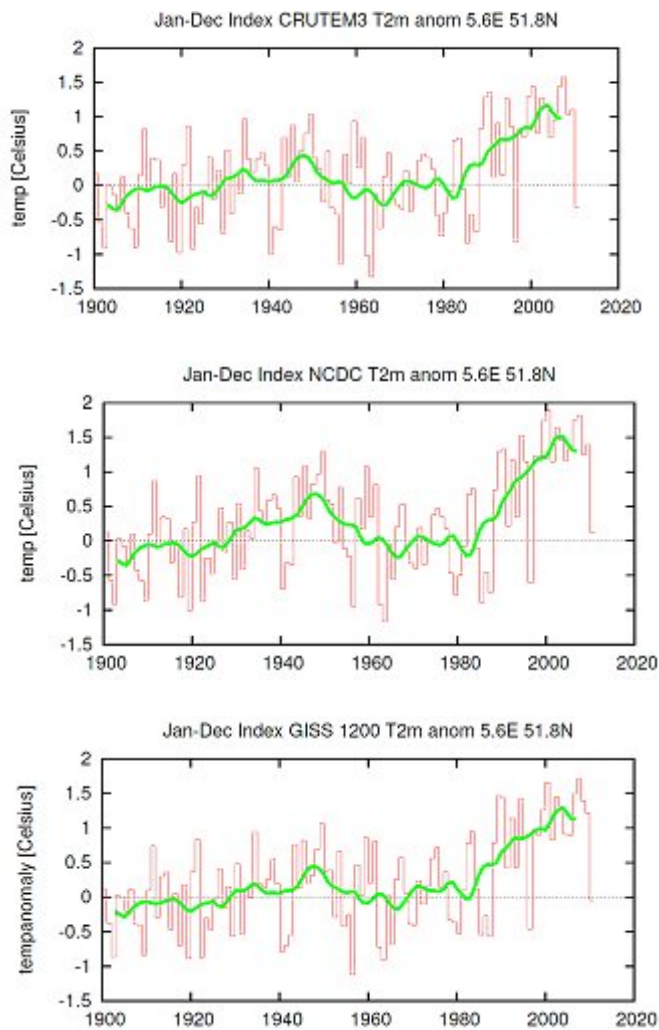 Jan-Dec Index CRUTEM3 T2m anom 5.6E 51.8N
2
1.5
1
0.5
0
-0.5
-1
-1.5
temp [Celsius]
1900 1920 1940 1960 1980 2000 2020
Jan-Dec Index NCDC T2m anom 5.6E 51.8N
2
1.5
1
0.5
0
-0.5
-1
-1.5
temp [Celsius]
1900 1920 1940 1960 1980 2000 2020
Jan-Dec Index GISS 1200 T2m anom 5.6E 51.8N
2
1.5
1
0.5
0
-0.5
-1
-1.5
tempanomaly [Celsius]
1900 1920 1940 1960 1980 2000 2020